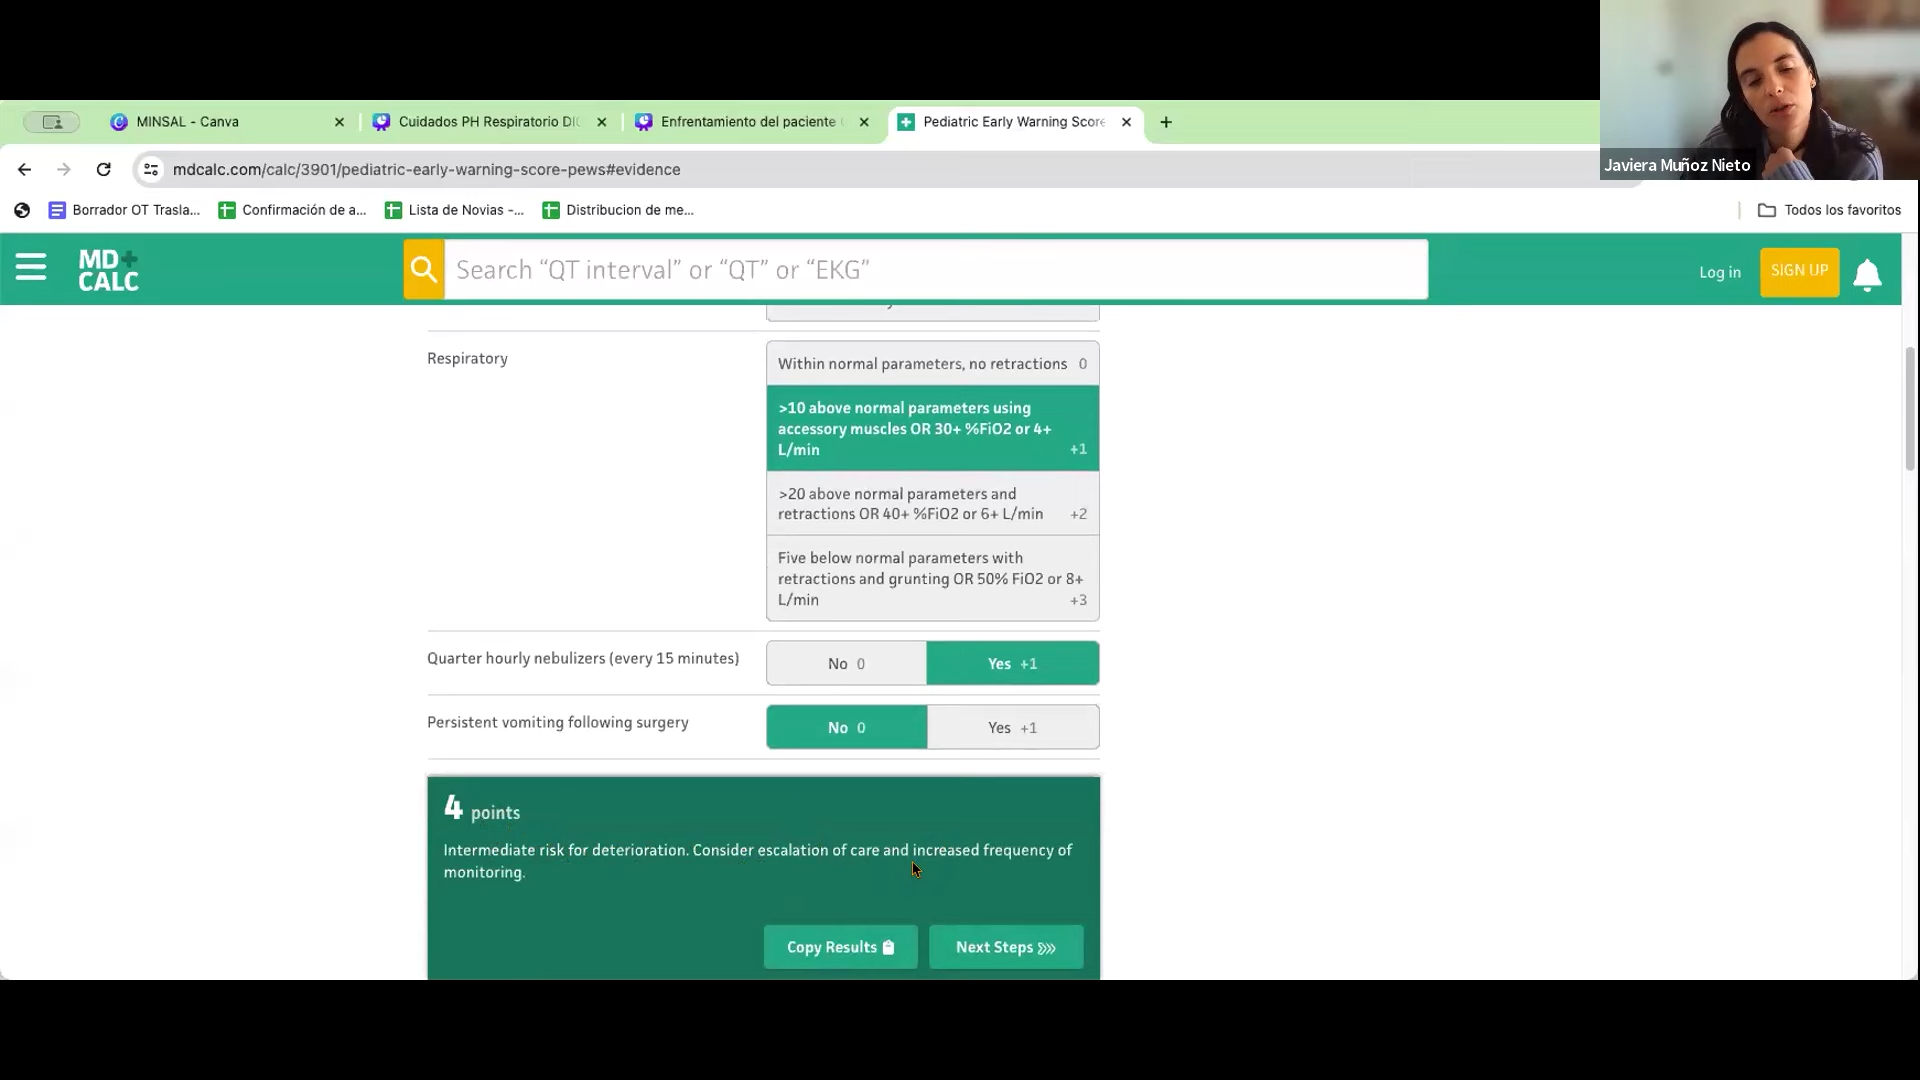 MINSAL - Canva
Cuidados PH Respiratorio DI
Enfrentamiento del paciente
Pediatric Early Warning Score
Javiera Muñoz Nieto
mdcalc.com/calc/3901/pediatric-early-warning-score-pews#evidence
Borrador OT Trasla...
Confirmación de a...
Lista de Novias -...
Distribucion de me...
Todos los favoritos
MD+
CALC
Search “QT interval” or “QT” or “EKG”
Log in
SIGN UP
Respiratory
Within normal parameters, no retractions 0
>10 above normal parameters using
accessory muscles OR 30+ %FiO2 or 4+
L/min +1
>20 above normal parameters and
retractions OR 40+ %FiO2 or 6+ L/min +2
Five below normal parameters with
retractions and grunting OR 50% FiO2 or 8+
L/min +3
Quarter hourly nebulizers (every 15 minutes)
No 0
Yes +1
Persistent vomiting following surgery
No 0
Yes +1
4 points
Intermediate risk for deterioration. Consider escalation of care and increased frequency of
monitoring.
Copy Results
Next Steps